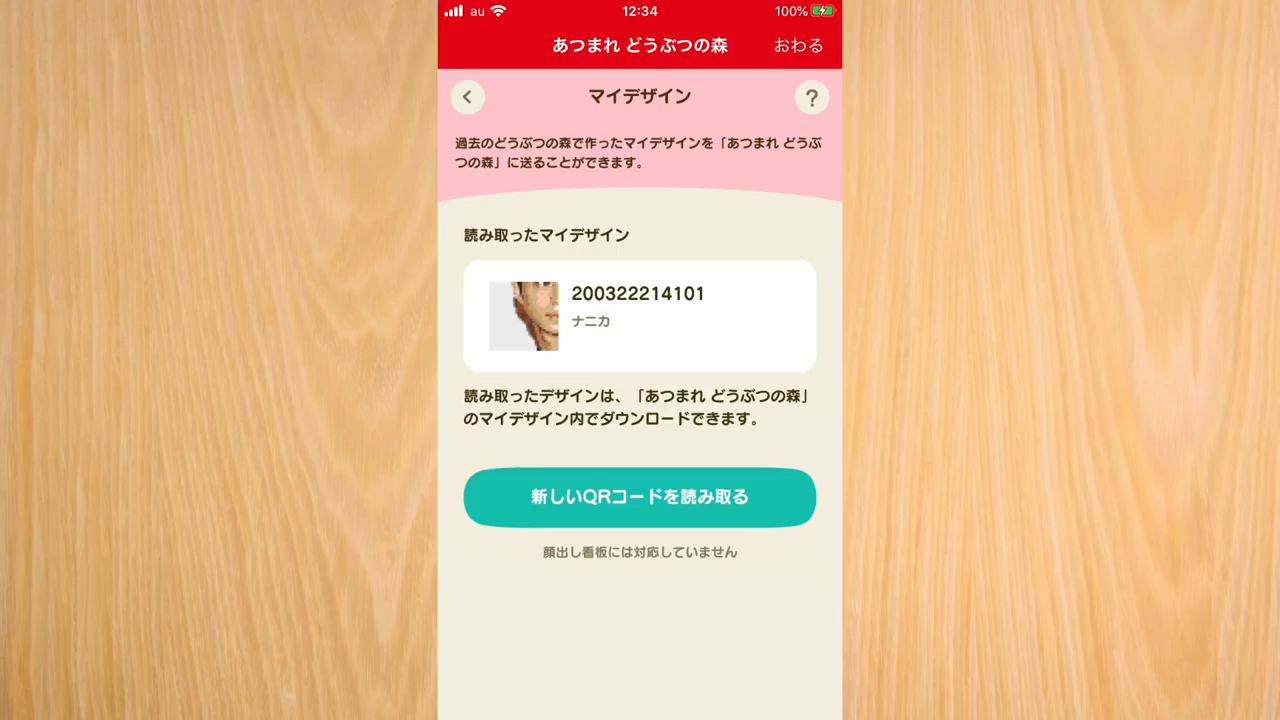 au 12:34 100%
あつまれ どうぶつの森 おわる
マイデザイン ?
過去のどうぶつの森で作ったマイデザインを「あつまれ どうぶ
つの森」に送ることができます。
読み取ったマイデザイン
200322214101
ナニカ
読み取ったデザインは、「あつまれ どうぶつの森」
のマイデザイン内でダウンロードできます。
新しいQRコードを読み取る
顔出し看板には対応していません